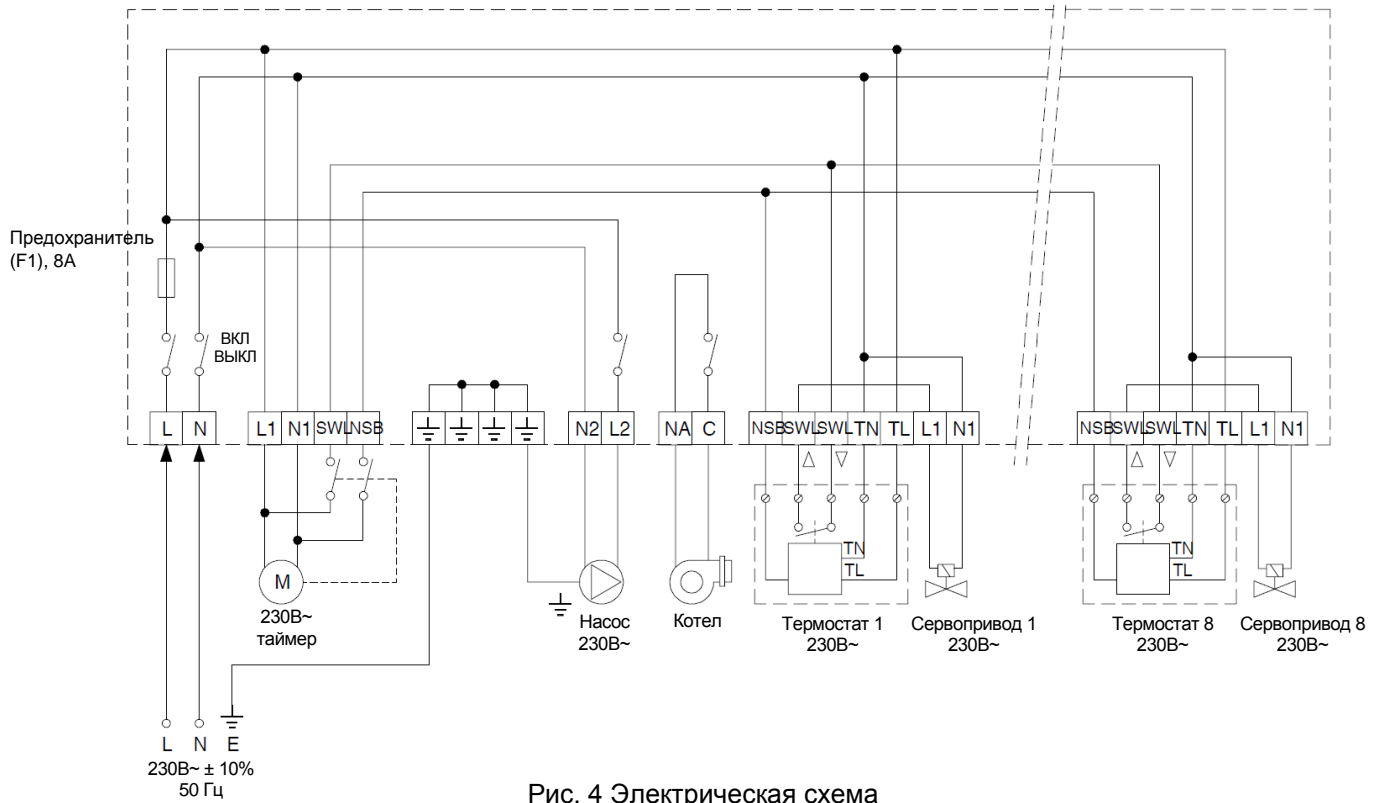 Предохранитель
(F1), 8А
ВКЛ
ВЫКЛ
L N L1 N1 SWL NSB N2 L2 NA C NSB SWL SWL TN TL L1 N1 NSB SWL SWL TN TL L1 N1
TN
TL
TN
TL
M
230В~
таймер
Насос
230В~
Котел
Термостат 1
230В~
Сервопривод 1
230В~
Термостат 8
230В~
Сервопривод 8
230В~
L N E
230В~ ± 10%
50 Гц
Рис. 4 Электрическая схема